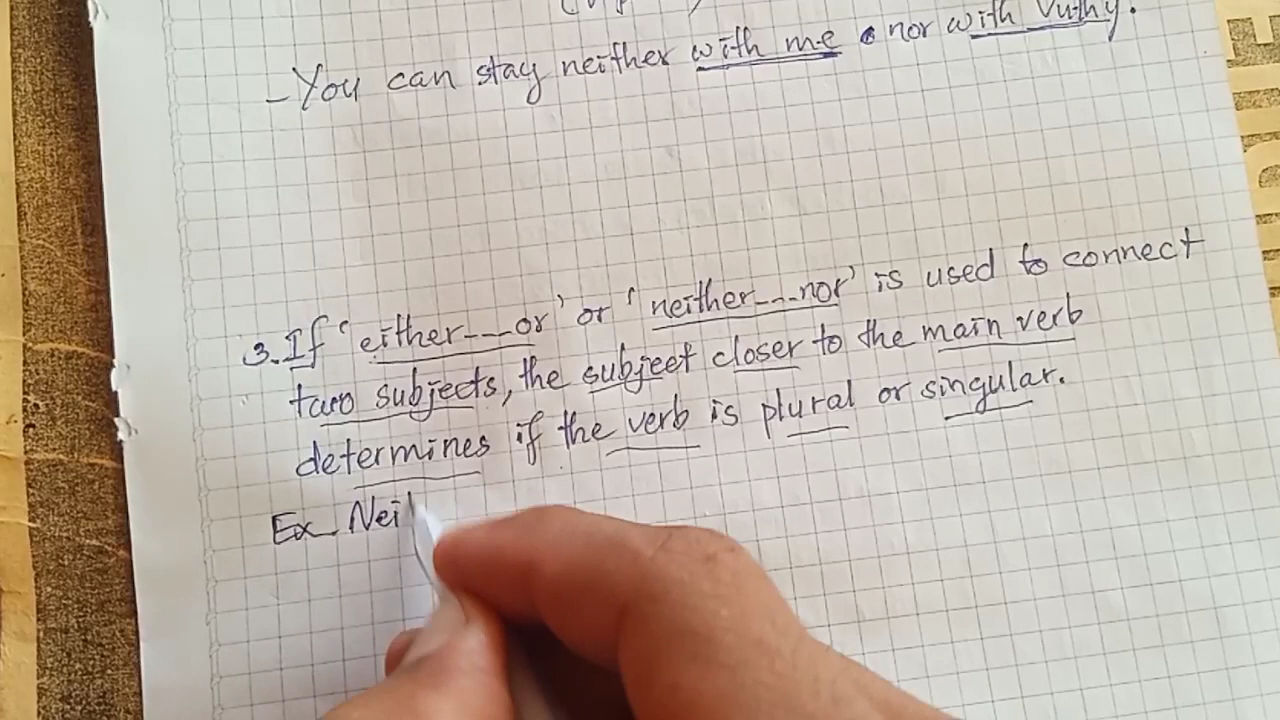 - You can stay neither with me nor with Vuthy.
3. If 'either---or' or 'neither---nor' is used to connect
two subjects, the subject closer to the main verb
determines if the verb is plural or singular.
Ex. Nei